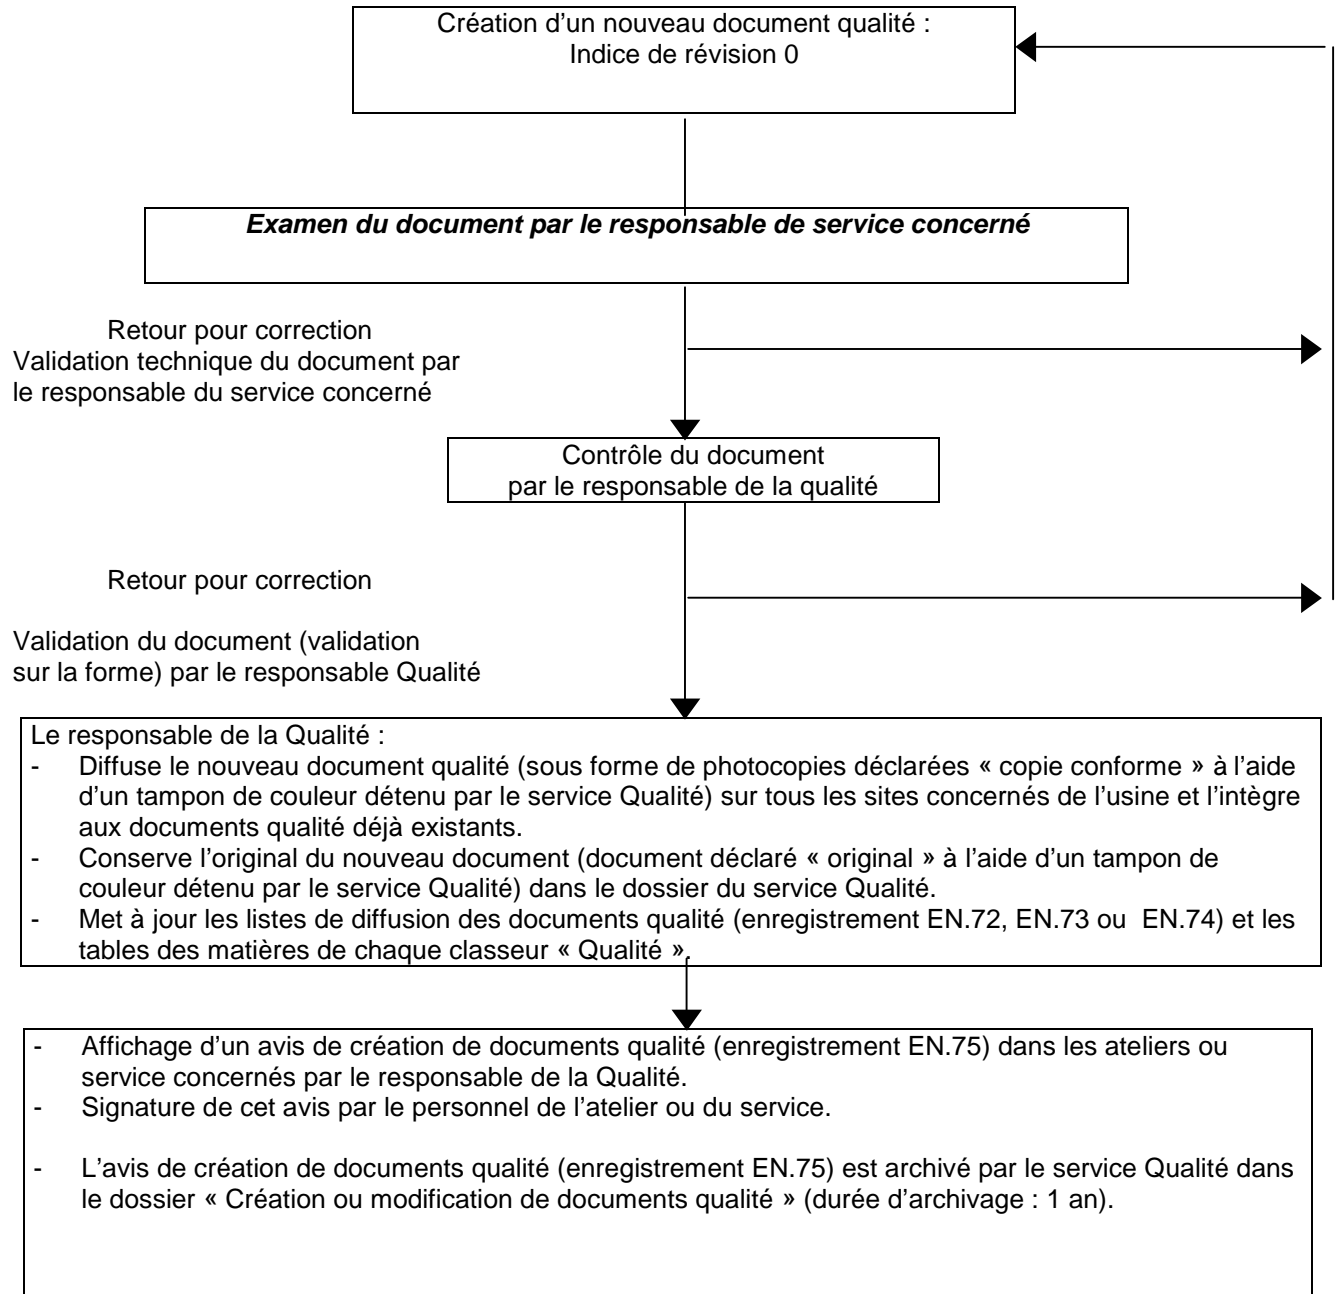 Création d’un nouveau document qualité :
Indice de révision 0
Examen du document par le responsable de service concerné
Retour pour correction
Validation technique du document par
le responsable du service concerné
Contrôle du document
par le responsable de la qualité
Retour pour correction
Validation du document (validation
sur la forme) par le responsable Qualité
Le responsable de la Qualité :
- Diffuse le nouveau document qualité (sous forme de photocopies déclarées « copie conforme » à l’aide
d’un tampon de couleur détenu par le service Qualité) sur tous les sites concernés de l’usine et l’intègre
aux documents qualité déjà existants.
- Conserve l’original du nouveau document (document déclaré « original » à l’aide d’un tampon de
couleur détenu par le service Qualité) dans le dossier du service Qualité.
- Met à jour les listes de diffusion des documents qualité (enregistrement EN.72, EN.73 ou EN.74) et les
tables des matières de chaque classeur « Qualité ».
- Affichage d’un avis de création de documents qualité (enregistrement EN.75) dans les ateliers ou
service concernés par le responsable de la Qualité.
- Signature de cet avis par le personnel de l’atelier ou du service.
- L’avis de création de documents qualité (enregistrement EN.75) est archivé par le service Qualité dans
le dossier « Création ou modification de documents qualité » (durée d’archivage : 1 an).